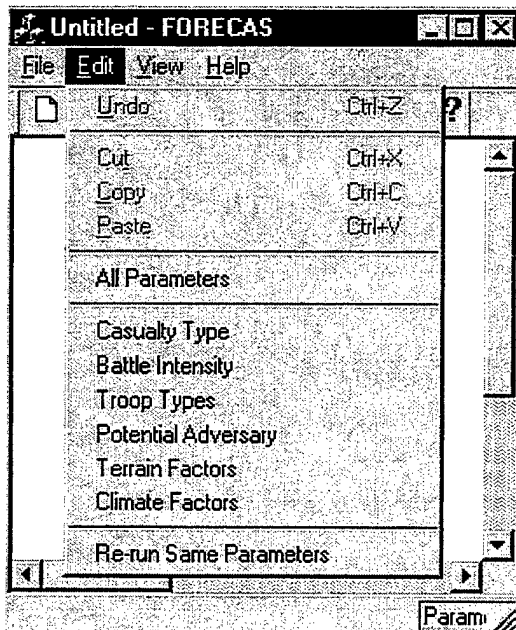 Untitled - FORECAS
File Edit View Help
?
Undo Ctrl+Z
Cut Ctrl+X
Copy Ctrl+C
Paste Ctrl+V
All Parameters
Casualty Type
Battle Intensity
Troop Types
Potential Adversary
Terrain Factors
Climate Factors
Re-run Same Parameters
Param